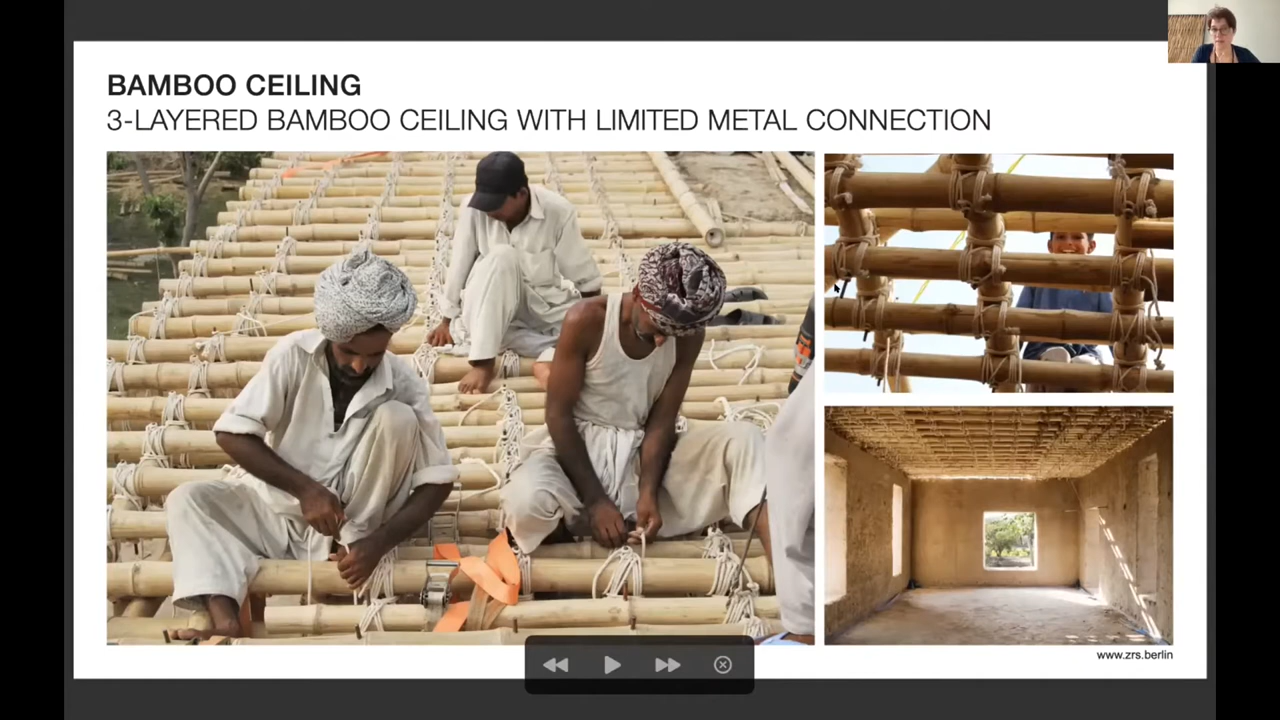 BAMBOO CEILING
3-LAYERED BAMBOO CEILING WITH LIMITED METAL CONNECTION
www.zrs.berlin